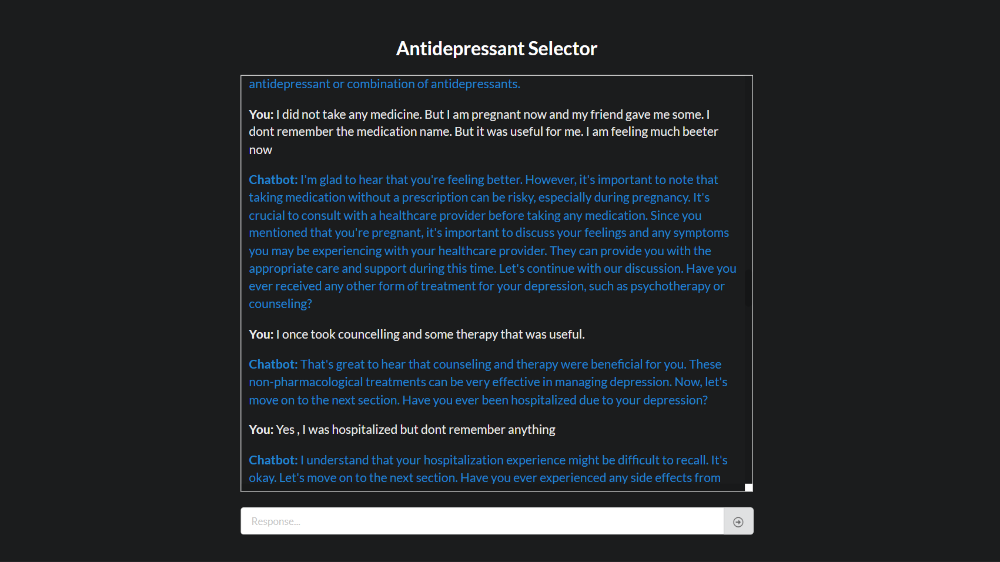 Antidepressant Selector
antidepressant or combination of antidepressants.
You: I did not take any medicine. But I am pregnant now and my friend gave me some. I
dont remember the medication name. But it was useful for me. I am feeling much beeter
now
Chatbot: I'm glad to hear that you're feeling better. However, it's important to note that
taking medication without a prescription can be risky, especially during pregnancy. It's
crucial to consult with a healthcare provider before taking any medication. Since you
mentioned that you're pregnant, it's important to discuss your feelings and any symptoms
you may be experiencing with your healthcare provider. They can provide you with the
appropriate care and support during this time. Let's continue with our discussion. Have you
ever received any other form of treatment for your depression, such as psychotherapy or
counseling?
You: I once took councelling and some therapy that was useful.
Chatbot: That's great to hear that counseling and therapy were beneficial for you. These
non-pharmacological treatments can be very effective in managing depression. Now, let's
move on to the next section. Have you ever been hospitalized due to your depression?
You: Yes , I was hospitalized but dont remember anything
Chatbot: I understand that your hospitalization experience might be difficult to recall. It's
okay. Let's move on to the next section. Have you ever experienced any side effects from
Response...